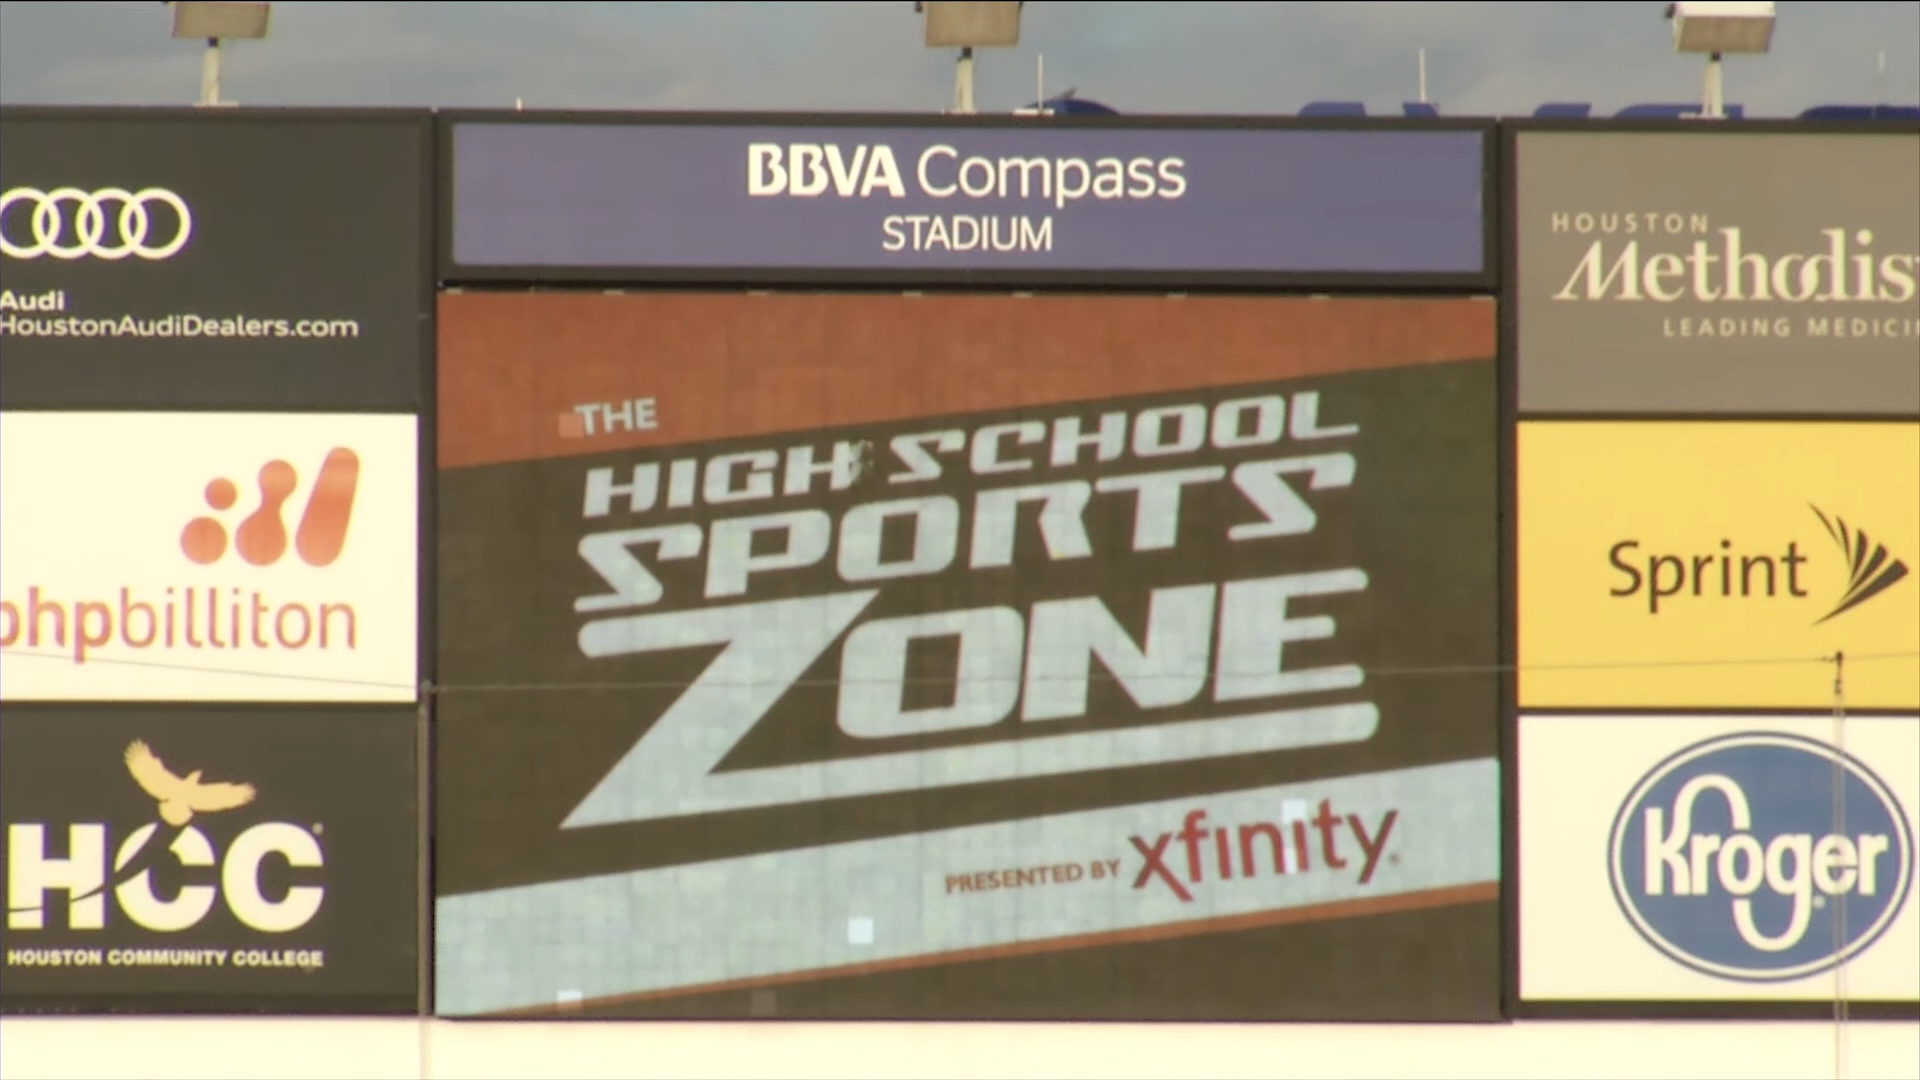 BBVA Compass
STADIUM
Audi
HoustonAudiDealers.com
bhpbilliton
HCC
HOUSTON COMMUNITY COLLEGE
THE
HIGH SCHOOL
SPORTS
ZONE
PRESENTED BY xfinity
HOUSTON
Methodis
LEADING MEDICI
Sprint
Kroger